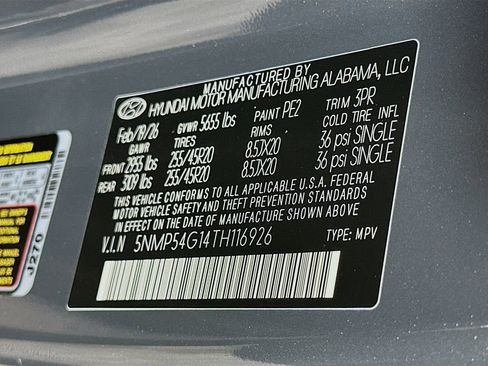 MANUFACTURED BY
HYUNDAI MOTOR MANUFACTURING ALABAMA, LLC
Feb/19/26 GVWR 5655 lbs PAINT PE2 TRIM 3PR
GAWR TIRES RIMS COLD TIRE INFL
FRONT 2955 lbs 255/45R20 8.5JX20 36 psi SINGLE
REAR 3109 lbs 255/45R20 8.5JX20 36 psi SINGLE
THIS VEHICLE CONFORMS TO ALL APPLICABLE U.S.A. FEDERAL
MOTOR VEHICLE SAFETY AND THEFT PREVENTION STANDARDS
IN EFFECT ON THE DATE OF MANUFACTURE SHOWN ABOVE.
V.I.N 5NMP54G14TH116926 TYPE: MPV
J270